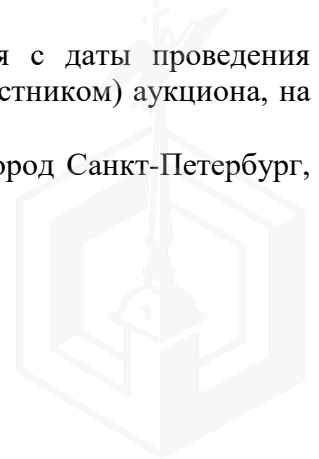 я с даты проведения
стником) аукциона, на
ород Санкт-Петербург,